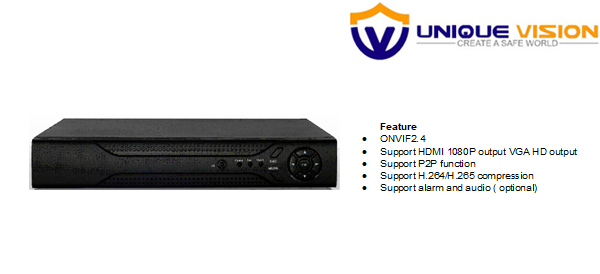 UNIQUE VISION
CREATE A SAFE WORLD
Feature
• ONVIF2.4
• Support HDMI 1080P output VGA HD output
• Support P2P function
• Support H.264/H.265 compression
• Support alarm and audio ( optional)